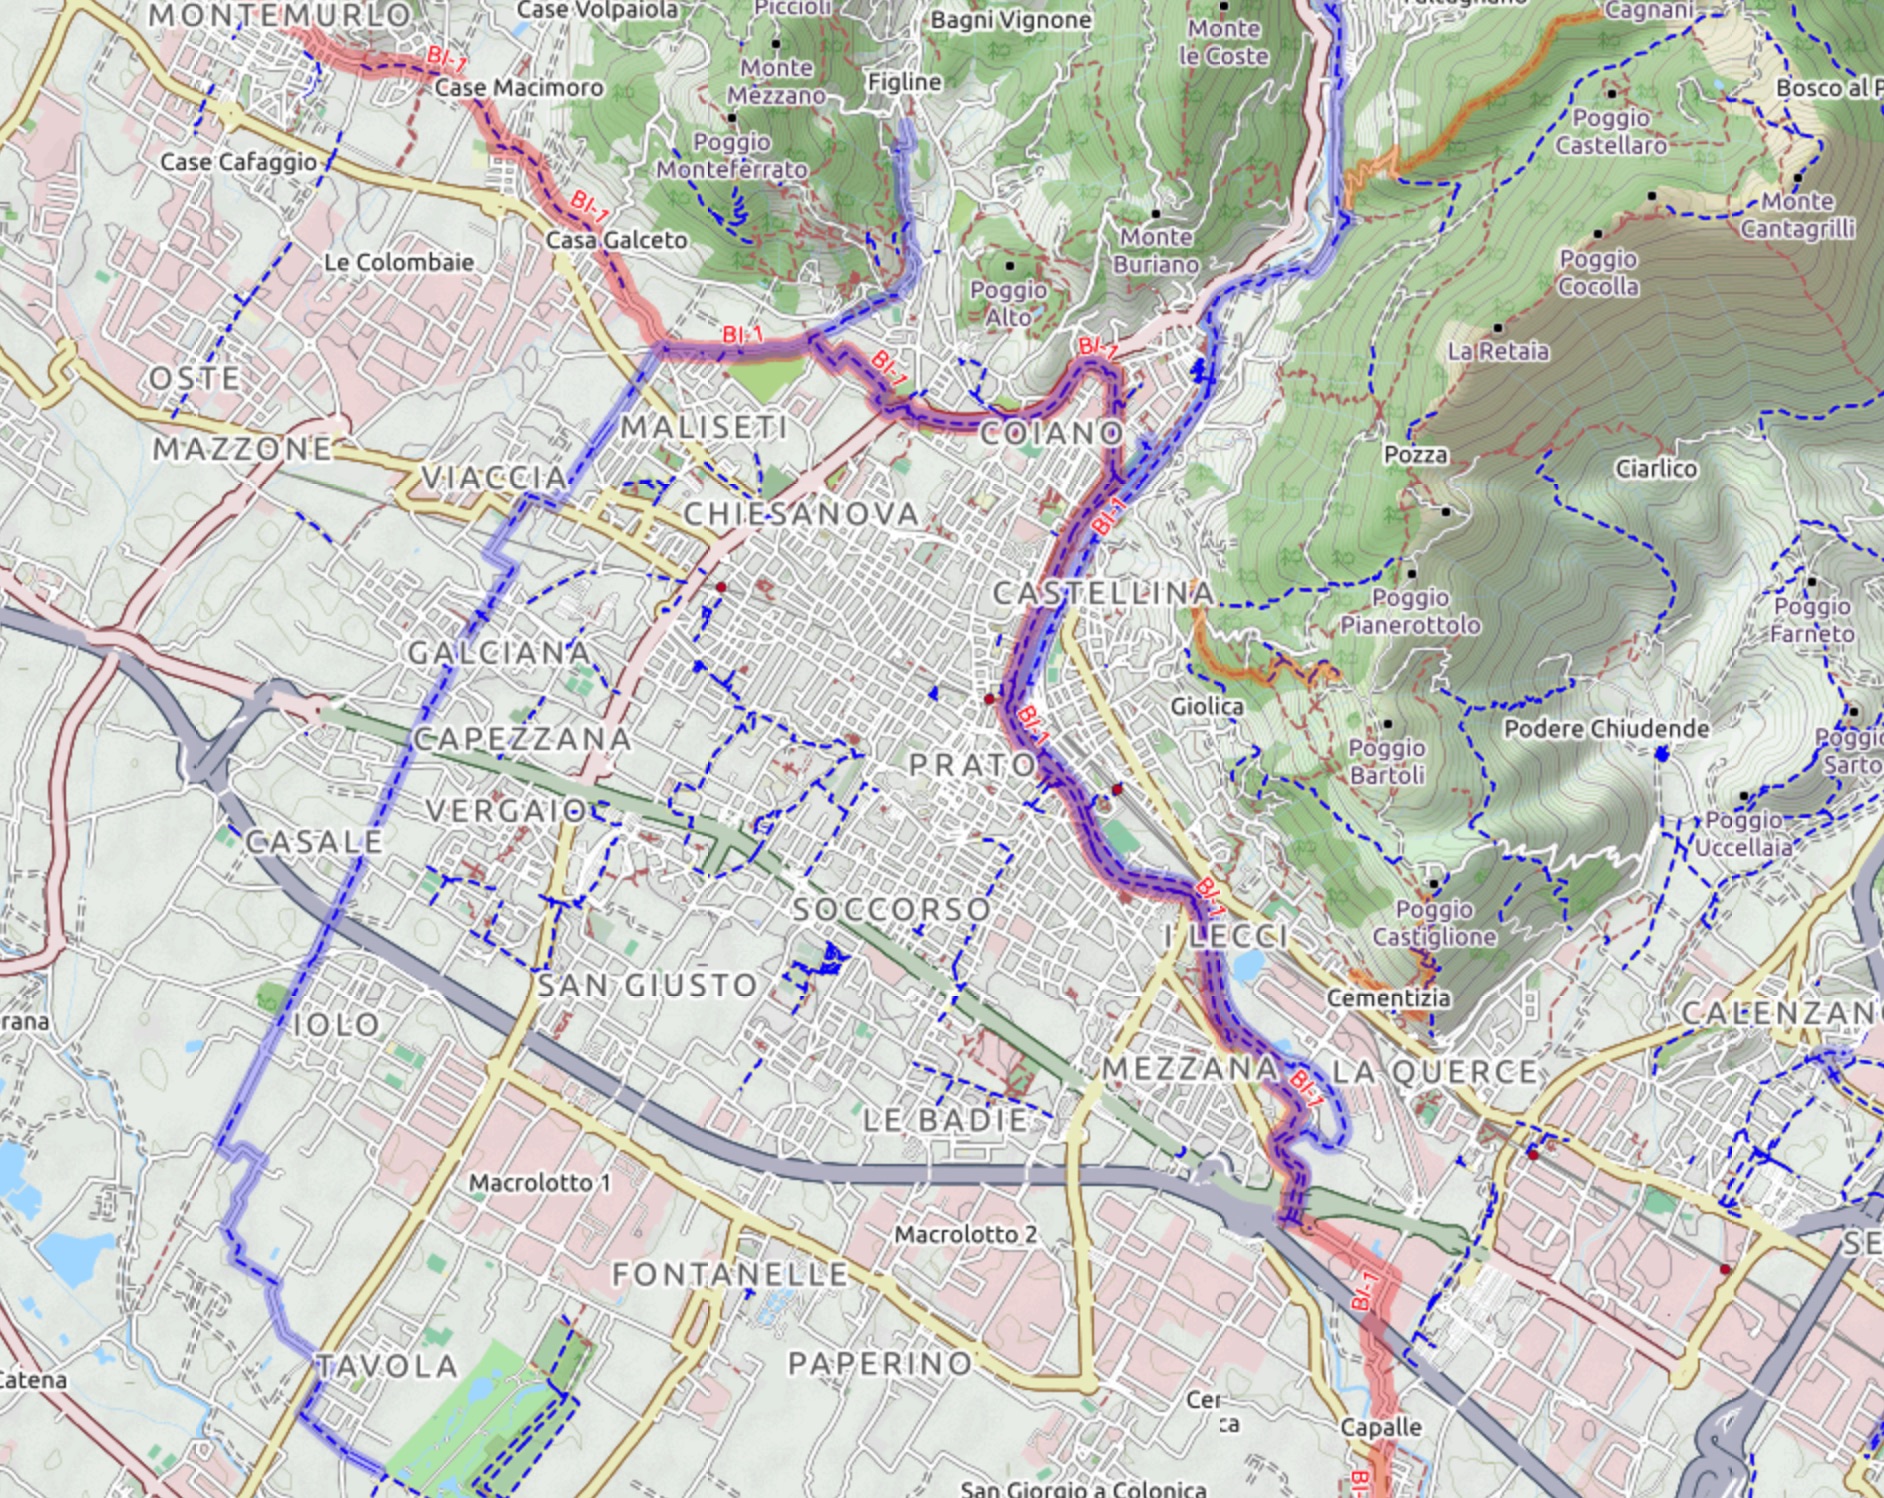 MONTEMURLO
Case Volpaiola
Piccioli
Bagni Vignone
Monte
le Coste
Cagnani
BI-1
Case Macimoro
Monte
Mezzano
Figline
Bosco al P
Poggio
Castellaro
Case Cafaggio
Poggio
Monteferrato
BI-1
Monte
Cantagrilli
Casa Galceto
Le Colombaie
Monte
Buriano
Poggio
Cocolla
Poggio
Alto
BI-1
BI-1
BI-1
La Retaia
OSTE
MALISETI
COIANO
MAZZONE
VIACCIA
Pozza
Ciarlico
CHIESANOVA
BI-1
CASTELLINA
Poggio
Pianerottolo
Poggio
Farneto
GALCIANA
Giolica
BI-1
CAPEZZANA
PRATO
Podere Chiudende
Poggio
Bartoli
Poggio
Sarto
VERGAIO
CASALE
Poggio
Uccellaia
BI-1
SOCCORSO
I LECCI
Poggio
Castiglione
SAN GIUSTO
Cementizia
CALENZAN
rana
IOLO
MEZZANA
LA QUERCE
BI-1
LE BADIE
Macrolotto 1
Macrolotto 2
SE
FONTANELLE
BI-1
TAVOLA
PAPERINO
Catena
Cer
ca
Capalle
BI-
San Giorgio a Colonica